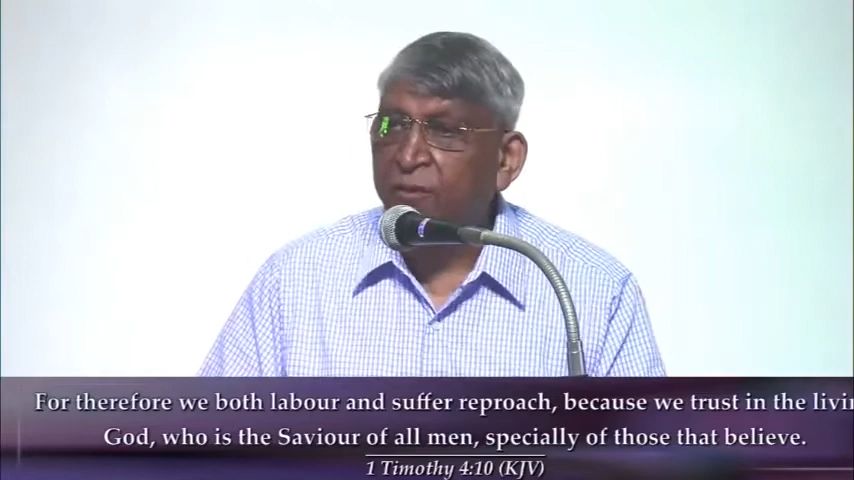 For therefore we both labour and suffer reproach, because we trust in the livi
God, who is the Saviour of all men, specially of those that believe.
1 Timothy 4:10 (KJV)